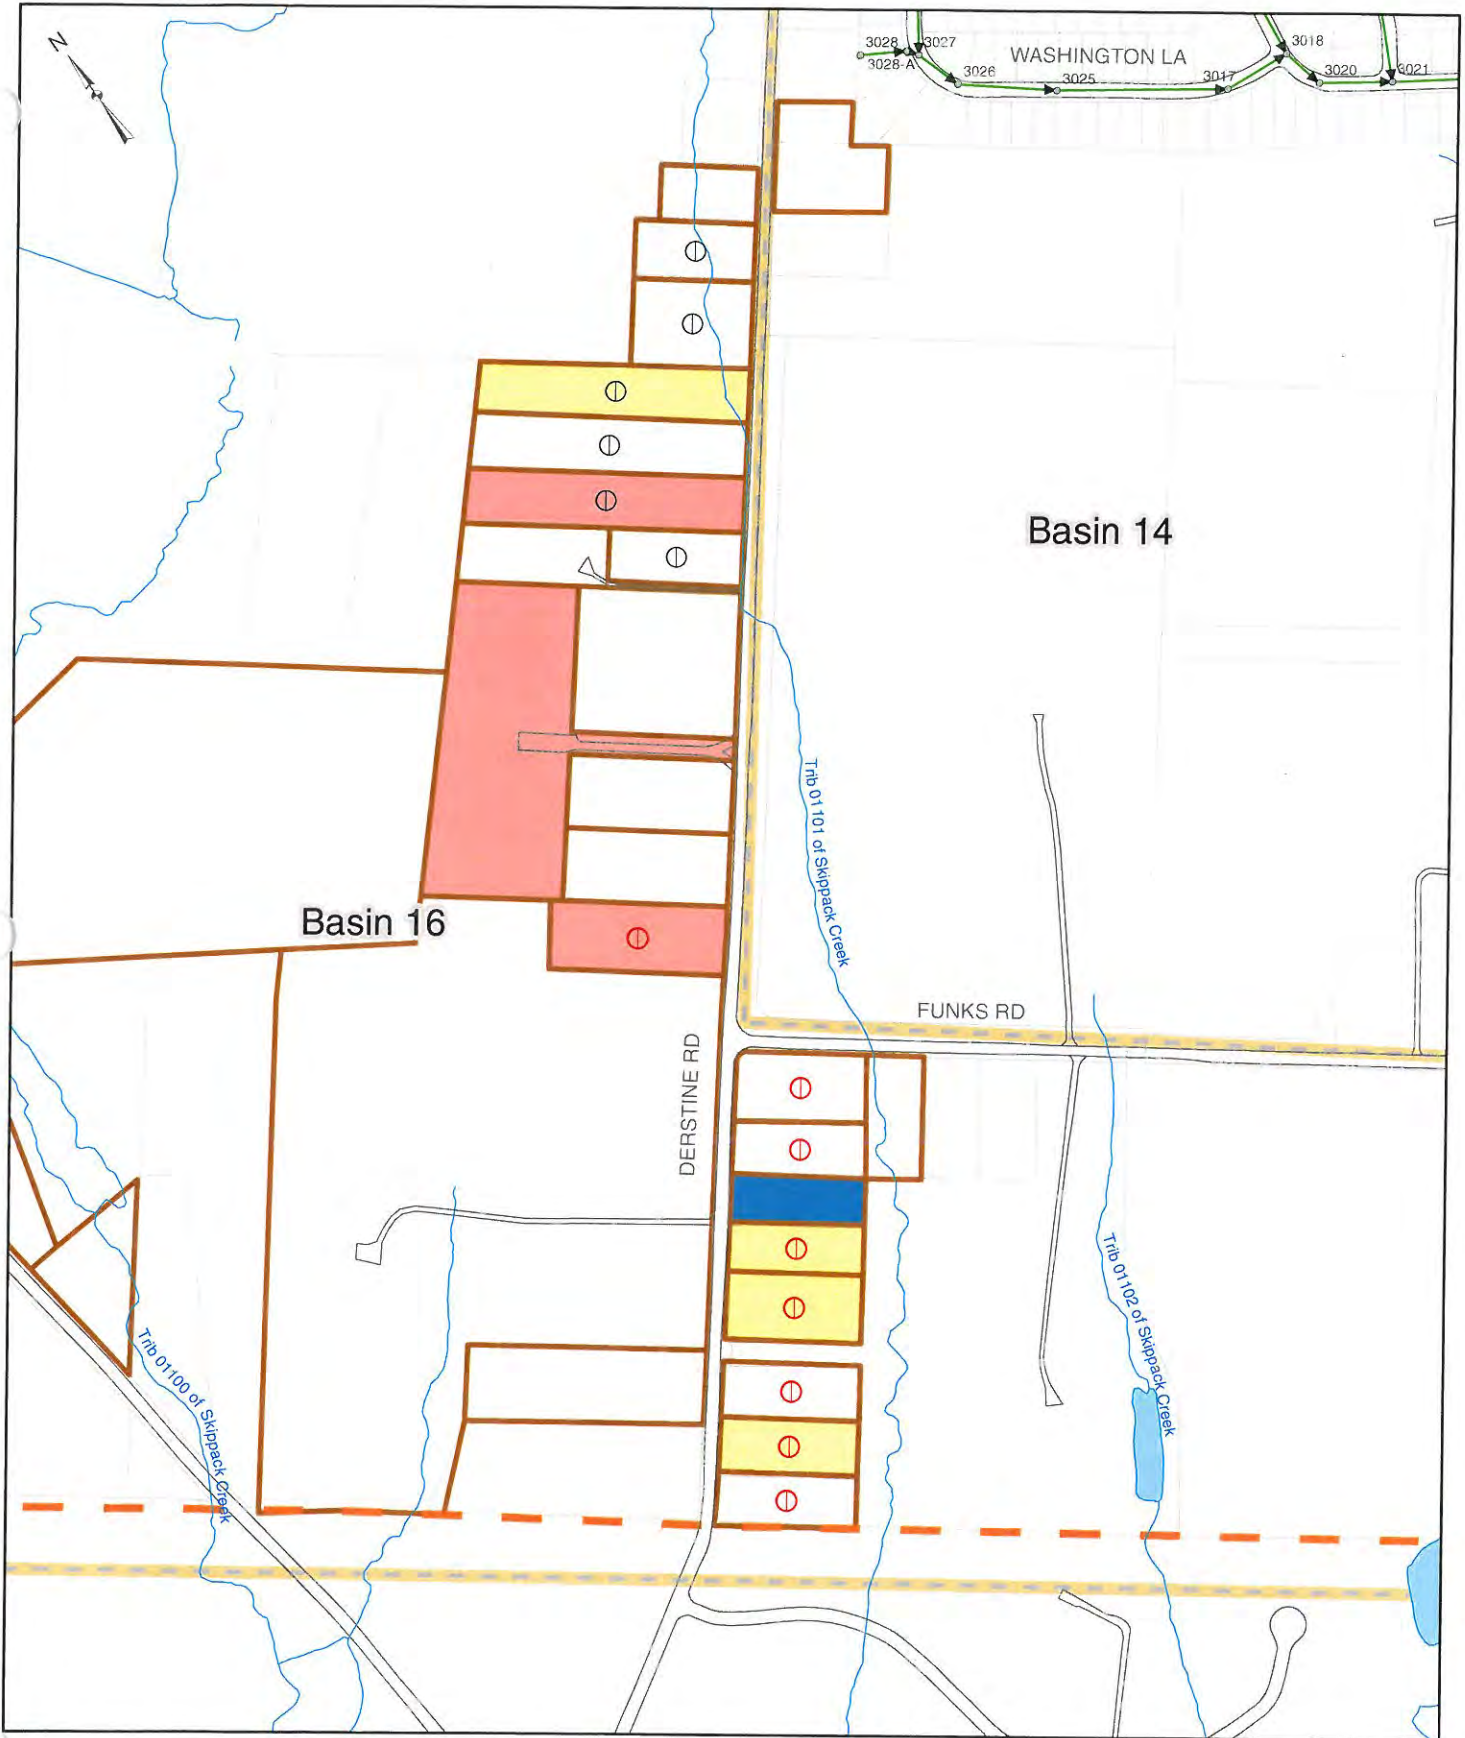 N
3028
3027
3028-A
3026
3025
WASHINGTON LA
3017
3018
3020
3021
Basin 14
Trib 01101 of Skippack Creek
Basin 16
FUNKS RD
DERSTINE RD
Trib 01102 of Skippack Creek
Trib 01100 of Skippack Creek